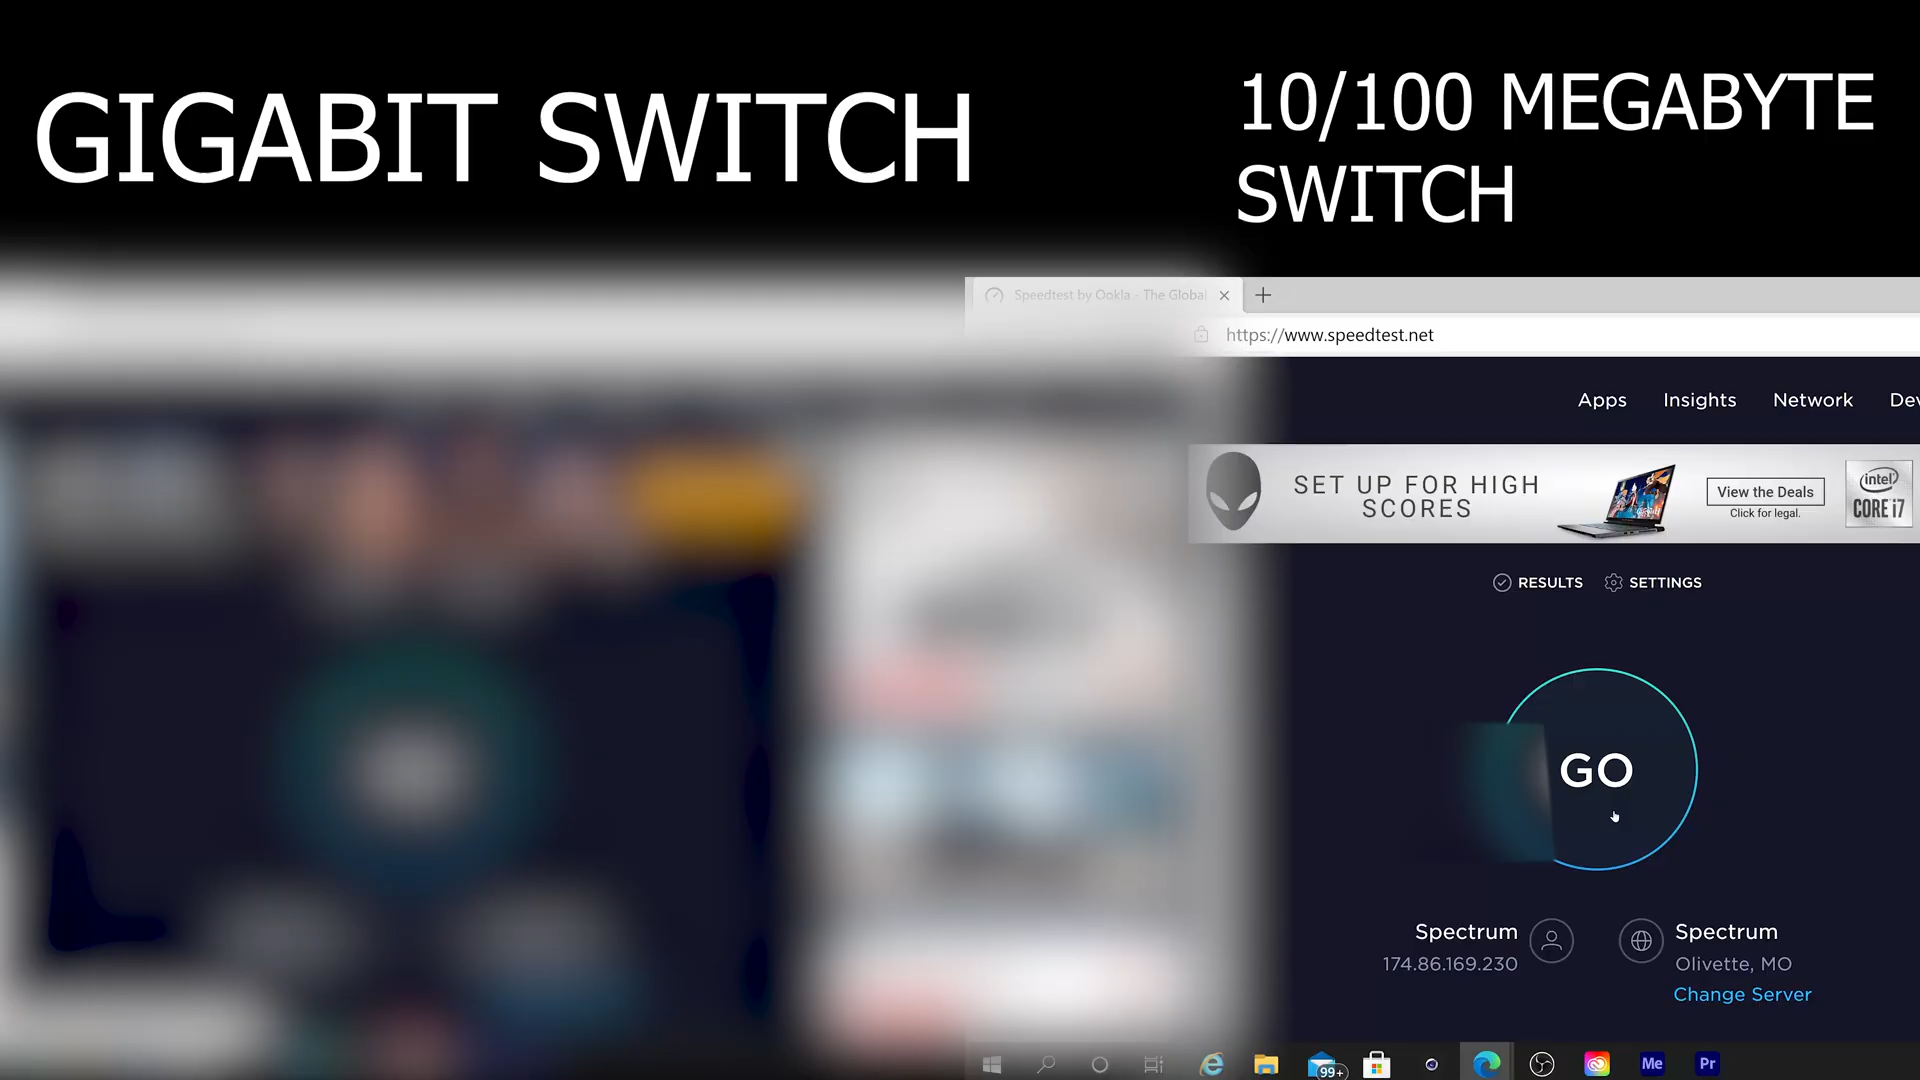 GIGABIT SWITCH
10/100 MEGABYTE
SWITCH
Speedtest by Ookla - The Global
https://www.speedtest.net
Apps Insights Network Dev
SET UP FOR HIGH
SCORES
View the Deals
Click for legal.
intel
CORE i7
RESULTS SETTINGS
GO
Spectrum
174.86.169.230
Spectrum
Olivette, MO
Change Server
99+
Me
Pr